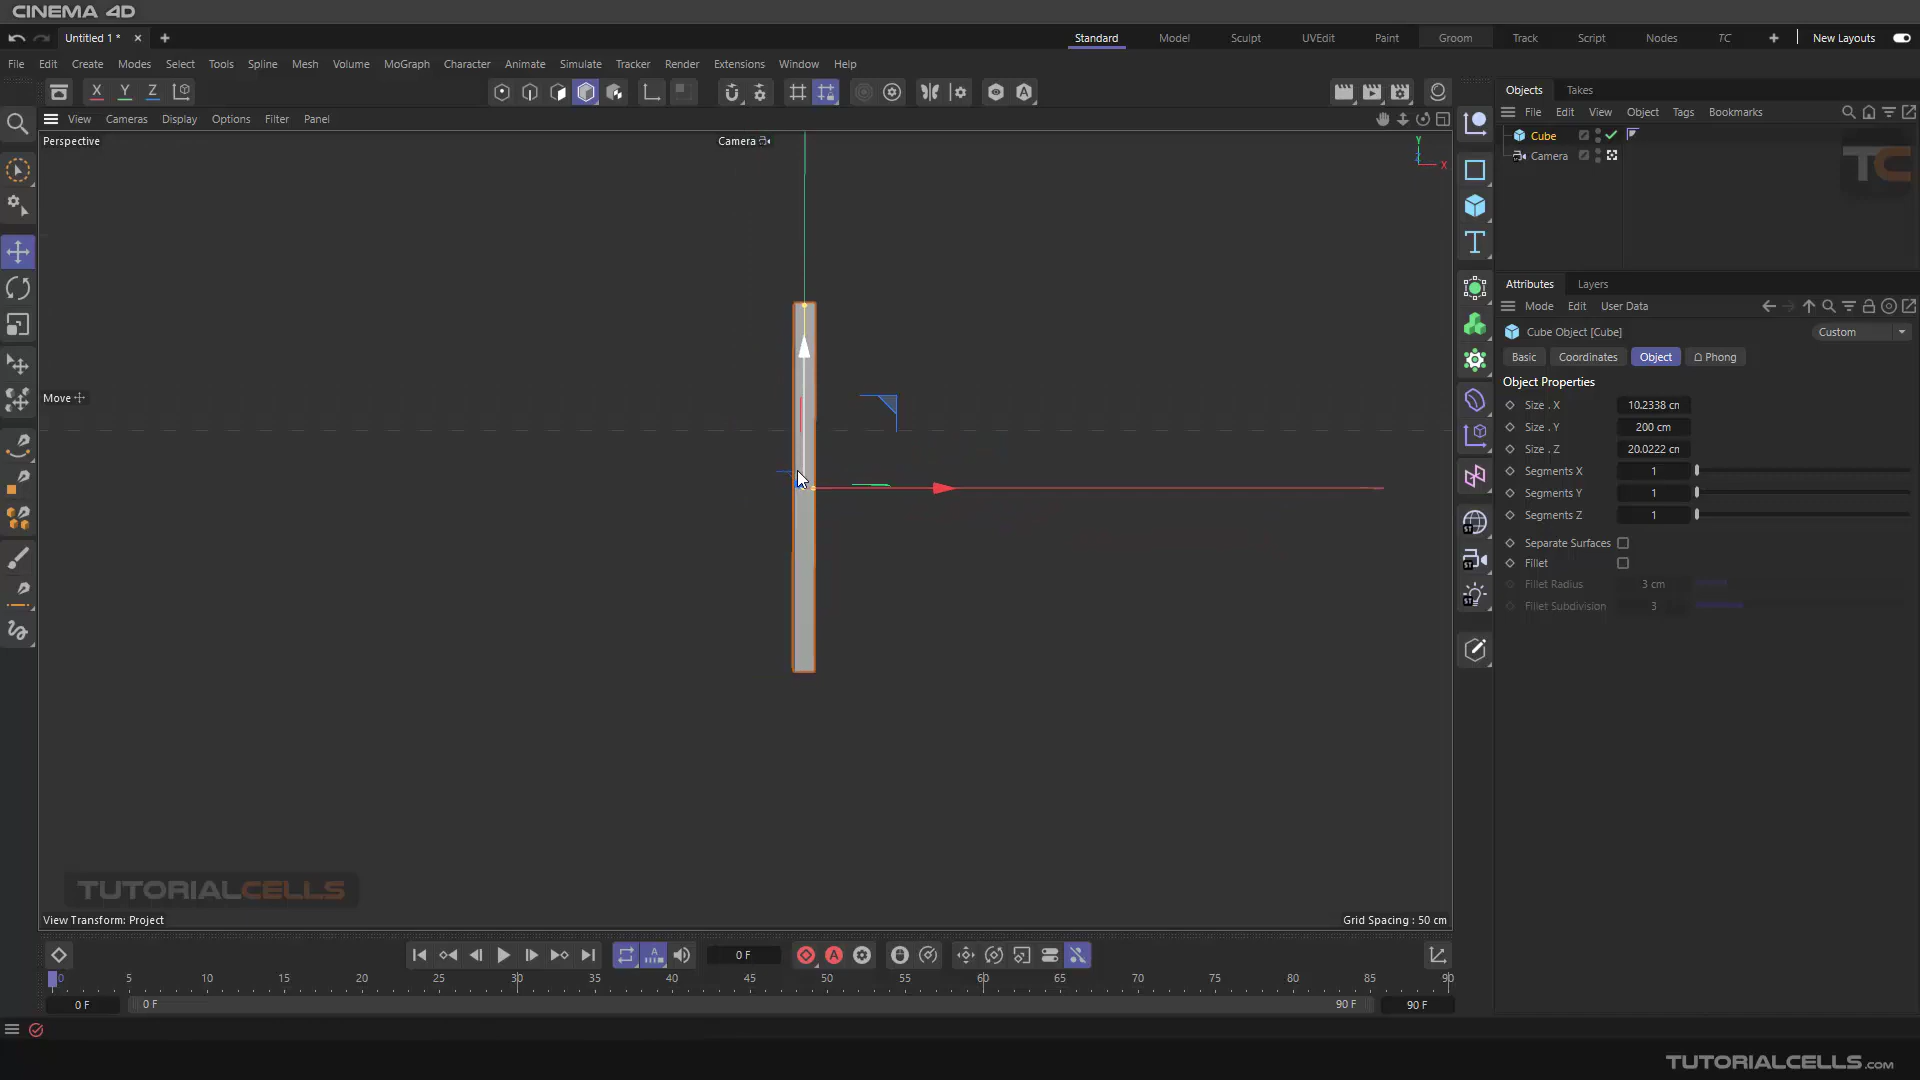 CINEMA 4D
Untitled 1 *
Standard
Model
Sculpt
UVEdit
Paint
Groom
Track
Script
Nodes
TC
New Layouts
File Edit Create Modes Select Tools Spline Mesh Volume MoGraph Character Animate Simulate Tracker Render Extensions Window Help
X Y Z
Objects Takes
File Edit View Object Tags Bookmarks
Cube
Camera
TC
View Cameras Display Options Filter Panel
Perspective
Camera
Y
Z
X
Move
Attributes Layers
Mode Edit User Data
Cube Object [Cube]
Custom
Basic Coordinates Object Phong
Object Properties
Size . X 10.2338 cm
Size . Y 200 cm
Size . Z 20.0222 cm
Segments X 1
Segments Y 1
Segments Z 1
Separate Surfaces
Fillet
Fillet Radius 3 cm
Fillet Subdivision 3
TUTORIALCELLS
View Transform: Project
Grid Spacing : 50 cm
0 F
0 5 10 15 20 25 30 35 40 45 50 55 60 65 70 75 80 85 90
0 F 0 F 90 F 90 F
TUTORIALCELLS.COM